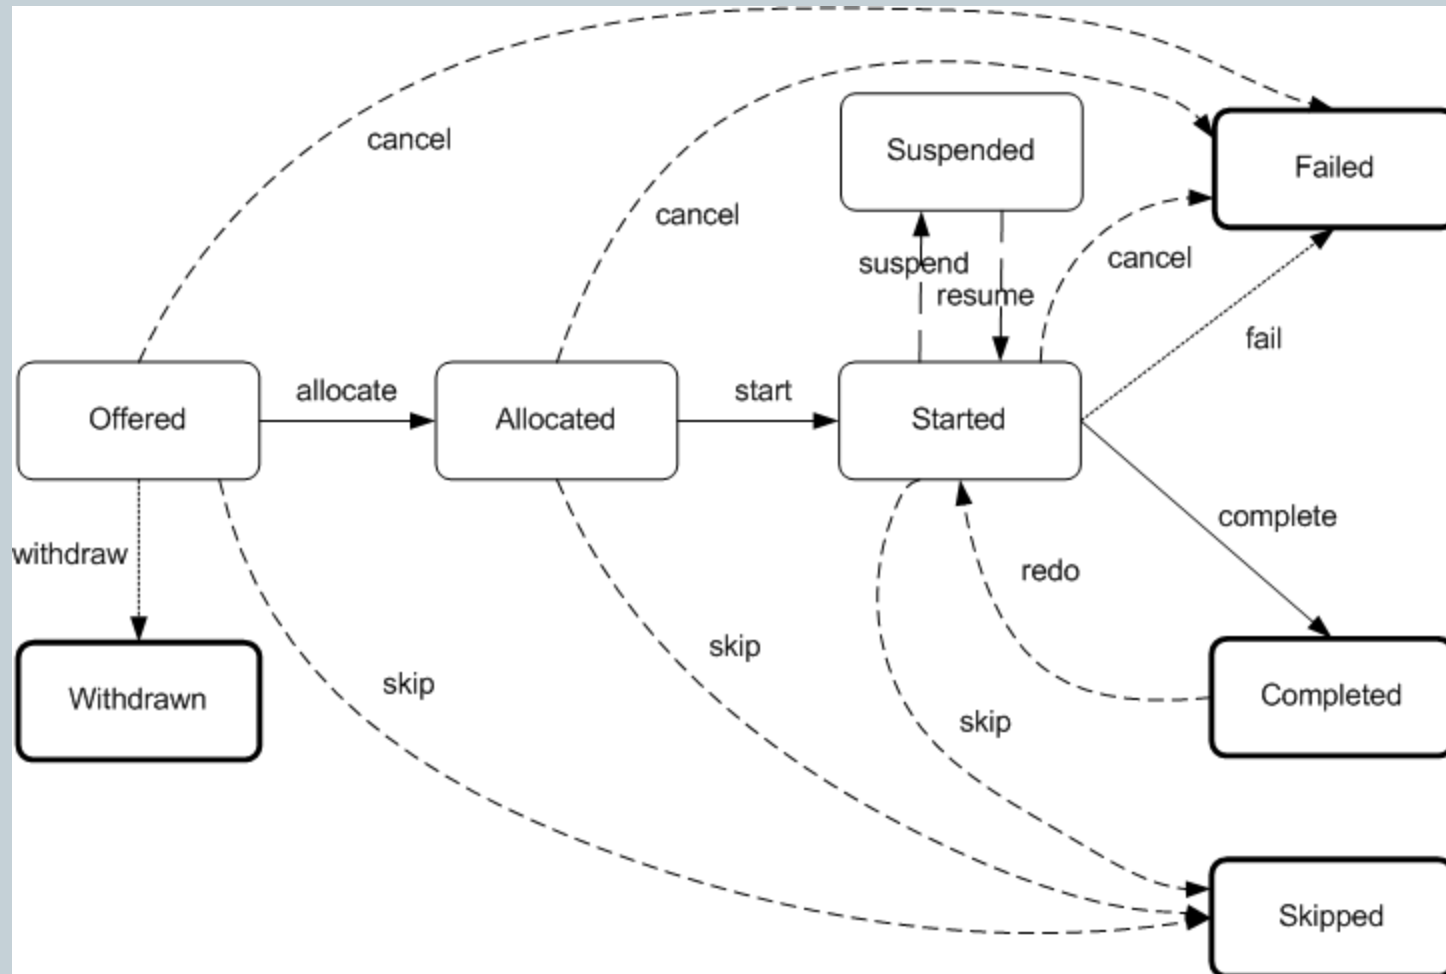 cancel
Suspended
Failed
cancel
suspend
cancel
resume
fail
allocate
start
Offered
Allocated
Started
complete
withdraw
redo
skip
skip
Withdrawn
Completed
skip
Skipped